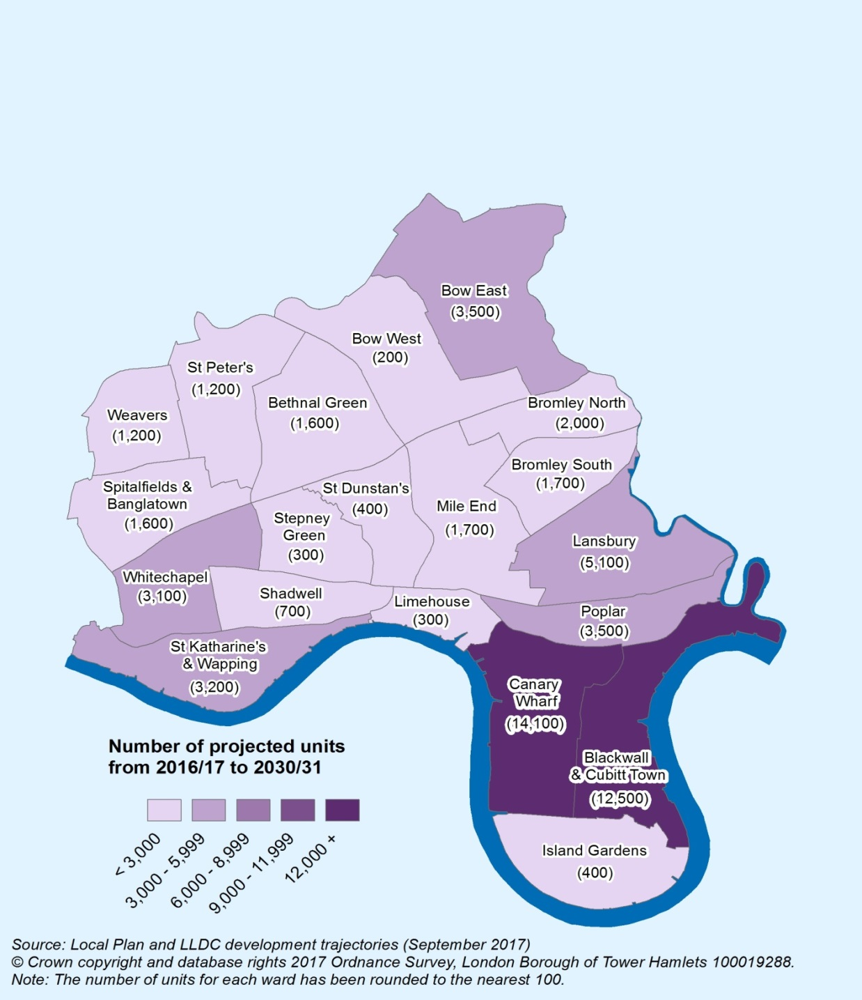 Bow East
(3,500)
Bow West
(200)
St Peter's
(1,200)
Bethnal Green
(1,600)
Bromley North
(2,000)
Weavers
(1,200)
Bromley South
(1,700)
Spitalfields &
Banglatown
(1,600)
St Dunstan's
(400)
Mile End
(1,700)
Stepney
Green
(300)
Lansbury
(5,100)
Whitechapel
(3,100)
Shadwell
(700)
Limehouse
(300)
Poplar
(3,500)
St Katharine's
& Wapping
(3,200)
Canary
Wharf
(14,100)
Blackwall
& Cubitt Town
(12,500)
Island Gardens
(400)
Number of projected units
from 2016/17 to 2030/31
< 3,000
3,000 - 5,999
6,000 - 8,999
9,000 - 11,999
12,000 +
Source: Local Plan and LLDC development trajectories (September 2017)
© Crown copyright and database rights 2017 Ordnance Survey, London Borough of Tower Hamlets 100019288.
Note: The number of units for each ward has been rounded to the nearest 100.